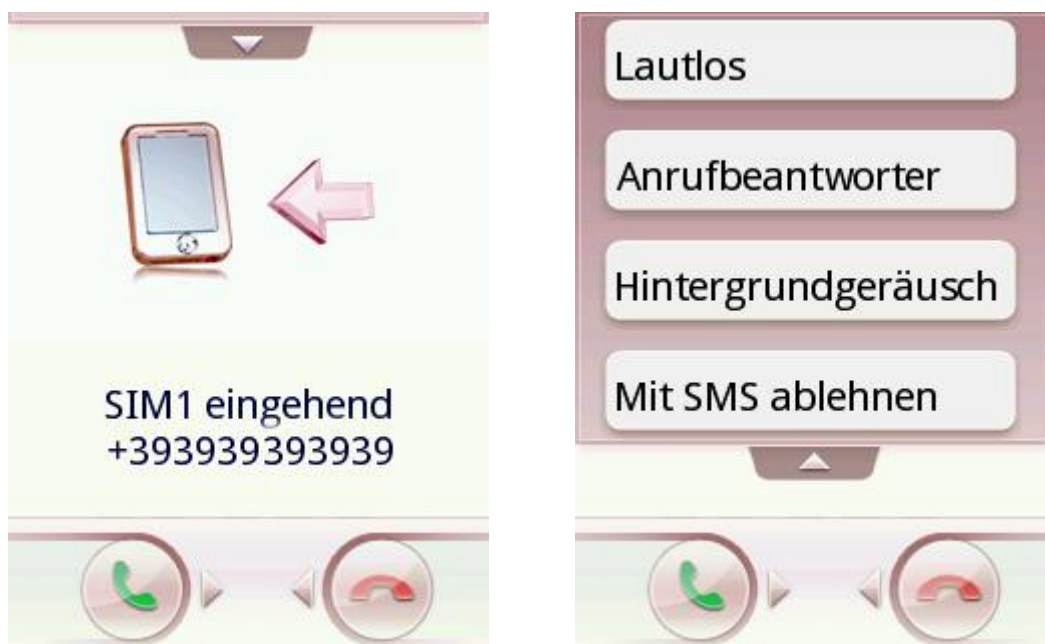 SIM1 eingehend
+393939393939
Lautlos
Anrufbeantworter
Hintergrundgeräusch
Mit SMS ablehnen